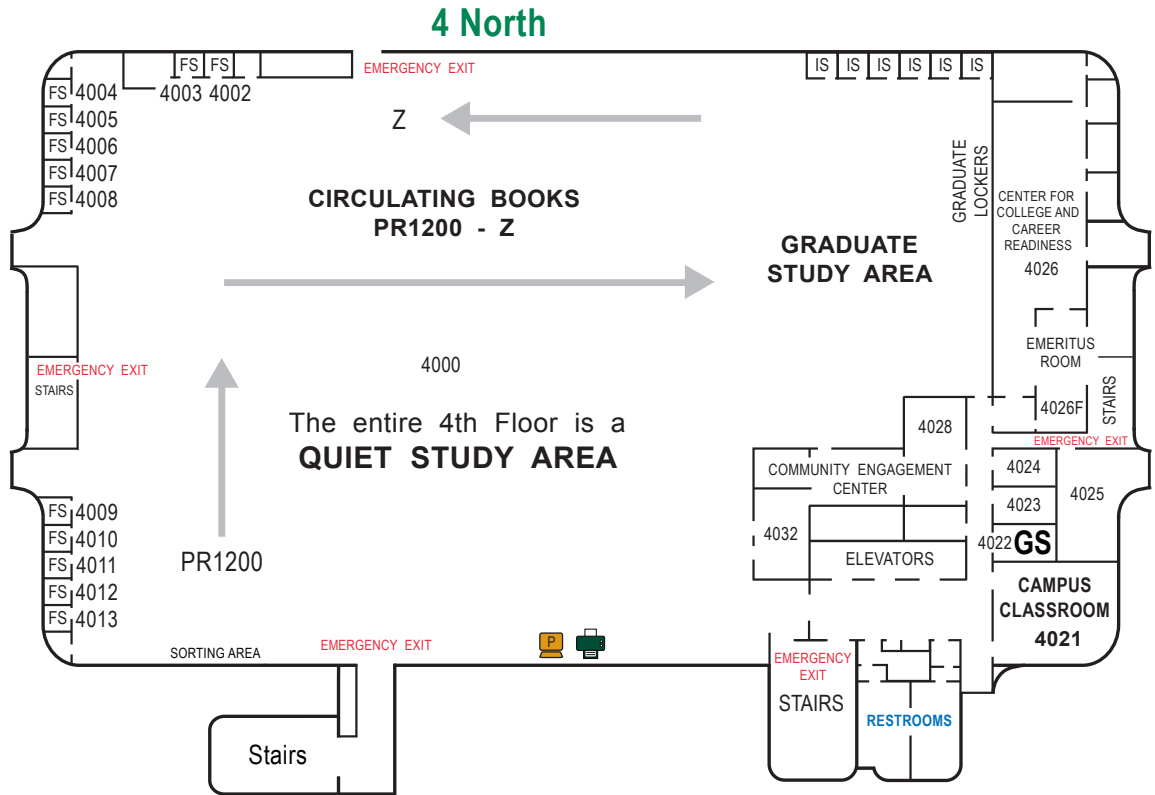 4 North
FS FS
EMERGENCY EXIT
IS IS IS IS IS IS
4003 4002
FS 4004
FS 4005
FS 4006
FS 4007
FS 4008
Z
CIRCULATING BOOKS
PR1200 - Z
GRADUATE
STUDY AREA
GRADUATE
LOCKERS
CENTER FOR
COLLEGE AND
CAREER
READINESS
4026
EMERITUS
ROOM
4026F
STAIRS
EMERGENCY EXIT
EMERGENCY EXIT
STAIRS
4000
The entire 4th Floor is a
QUIET STUDY AREA
4028
COMMUNITY ENGAGEMENT
CENTER
4032
ELEVATORS
4024
4023
4025
4022 GS
CAMPUS
CLASSROOM
4021
FS 4009
FS 4010
FS 4011
FS 4012
FS 4013
PR1200
SORTING AREA
EMERGENCY EXIT
P
EMERGENCY
EXIT
STAIRS
RESTROOMS
Stairs